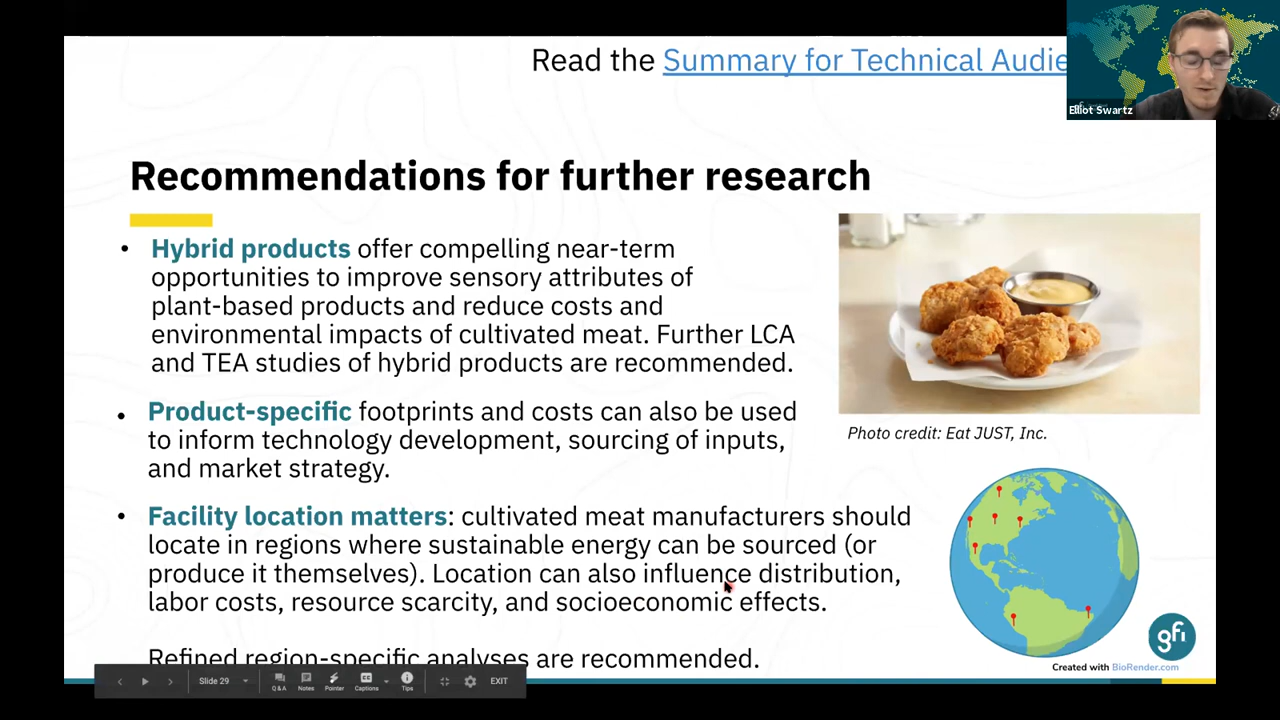 Read the Summary for Technical Audie
Elliot Swartz
Recommendations for further research
• Hybrid products offer compelling near-term
opportunities to improve sensory attributes of
plant-based products and reduce costs and
environmental impacts of cultivated meat. Further LCA
and TEA studies of hybrid products are recommended.
Photo credit: Eat JUST, Inc.
• Product-specific footprints and costs can also be used
to inform technology development, sourcing of inputs,
and market strategy.
• Facility location matters: cultivated meat manufacturers should
locate in regions where sustainable energy can be sourced (or
produce it themselves). Location can also influence distribution,
labor costs, resource scarcity, and socioeconomic effects.
Refined region-specific analyses are recommended.
gfi
Created with BioRender.com
Slide 29
Q & A
Notes
Pointer
Captions
Tips
EXIT